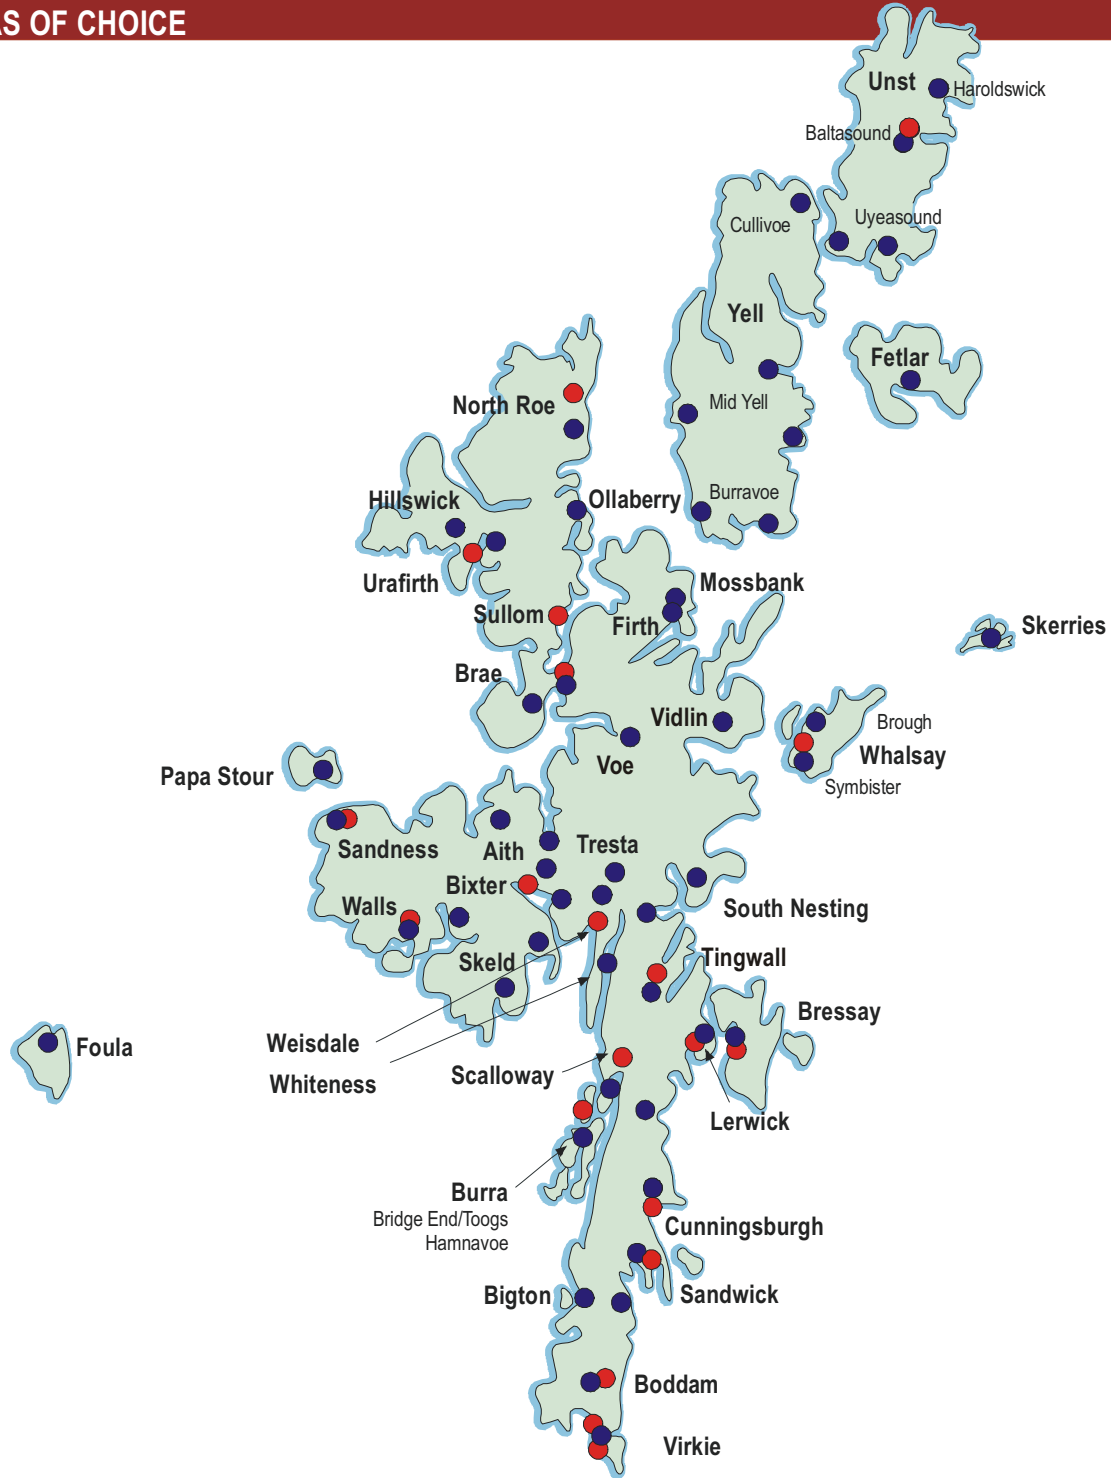 AS OF CHOICE
Unst
Haroldswick
Baltasound
Uyeasound
Cullivoe
Yell
Fetlar
Mid Yell
North Roe
Burravoe
Hillswick
Ollaberry
Urafirth
Mossbank
Sullom
Firth
Skerries
Brae
Vidlin
Brough
Voe
Whalsay
Papa Stour
Symbister
Sandness
Aith
Tresta
Bixter
Walls
South Nesting
Skeld
Tingwall
Bressay
Weisdale
Foula
Whiteness
Scalloway
Lerwick
Burra
Bridge End/Toogs
Hamnavoe
Cunningsburgh
Bigton
Sandwick
Boddam
Virkie